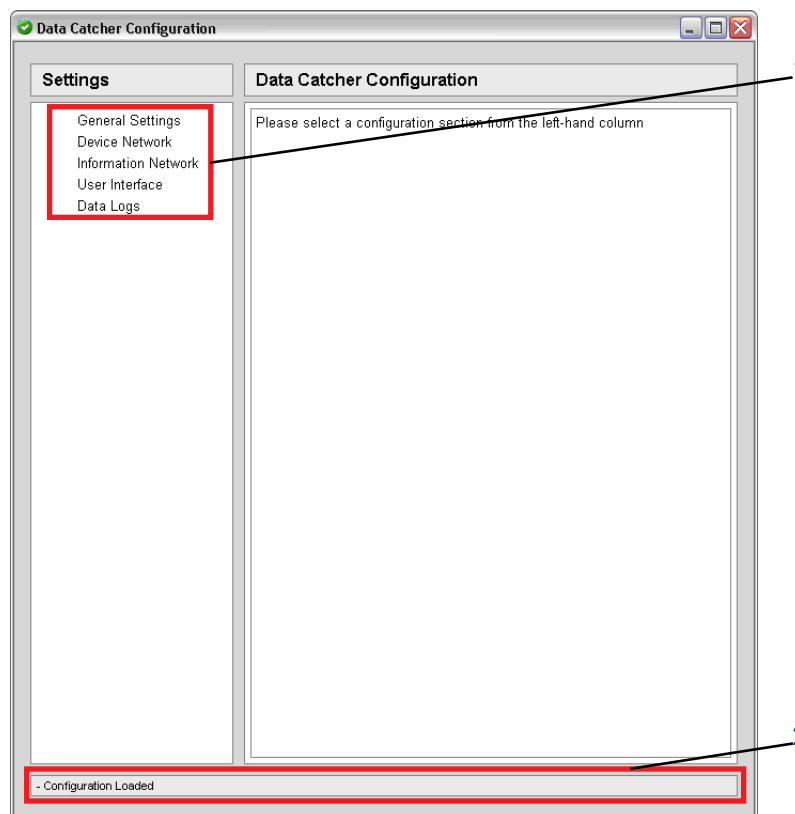 Data Catcher Configuration
Settings
Data Catcher Configuration
General Settings
Device Network
Information Network
User Interface
Data Logs
Please select a configuration section from the left-hand column
- Configuration Loaded